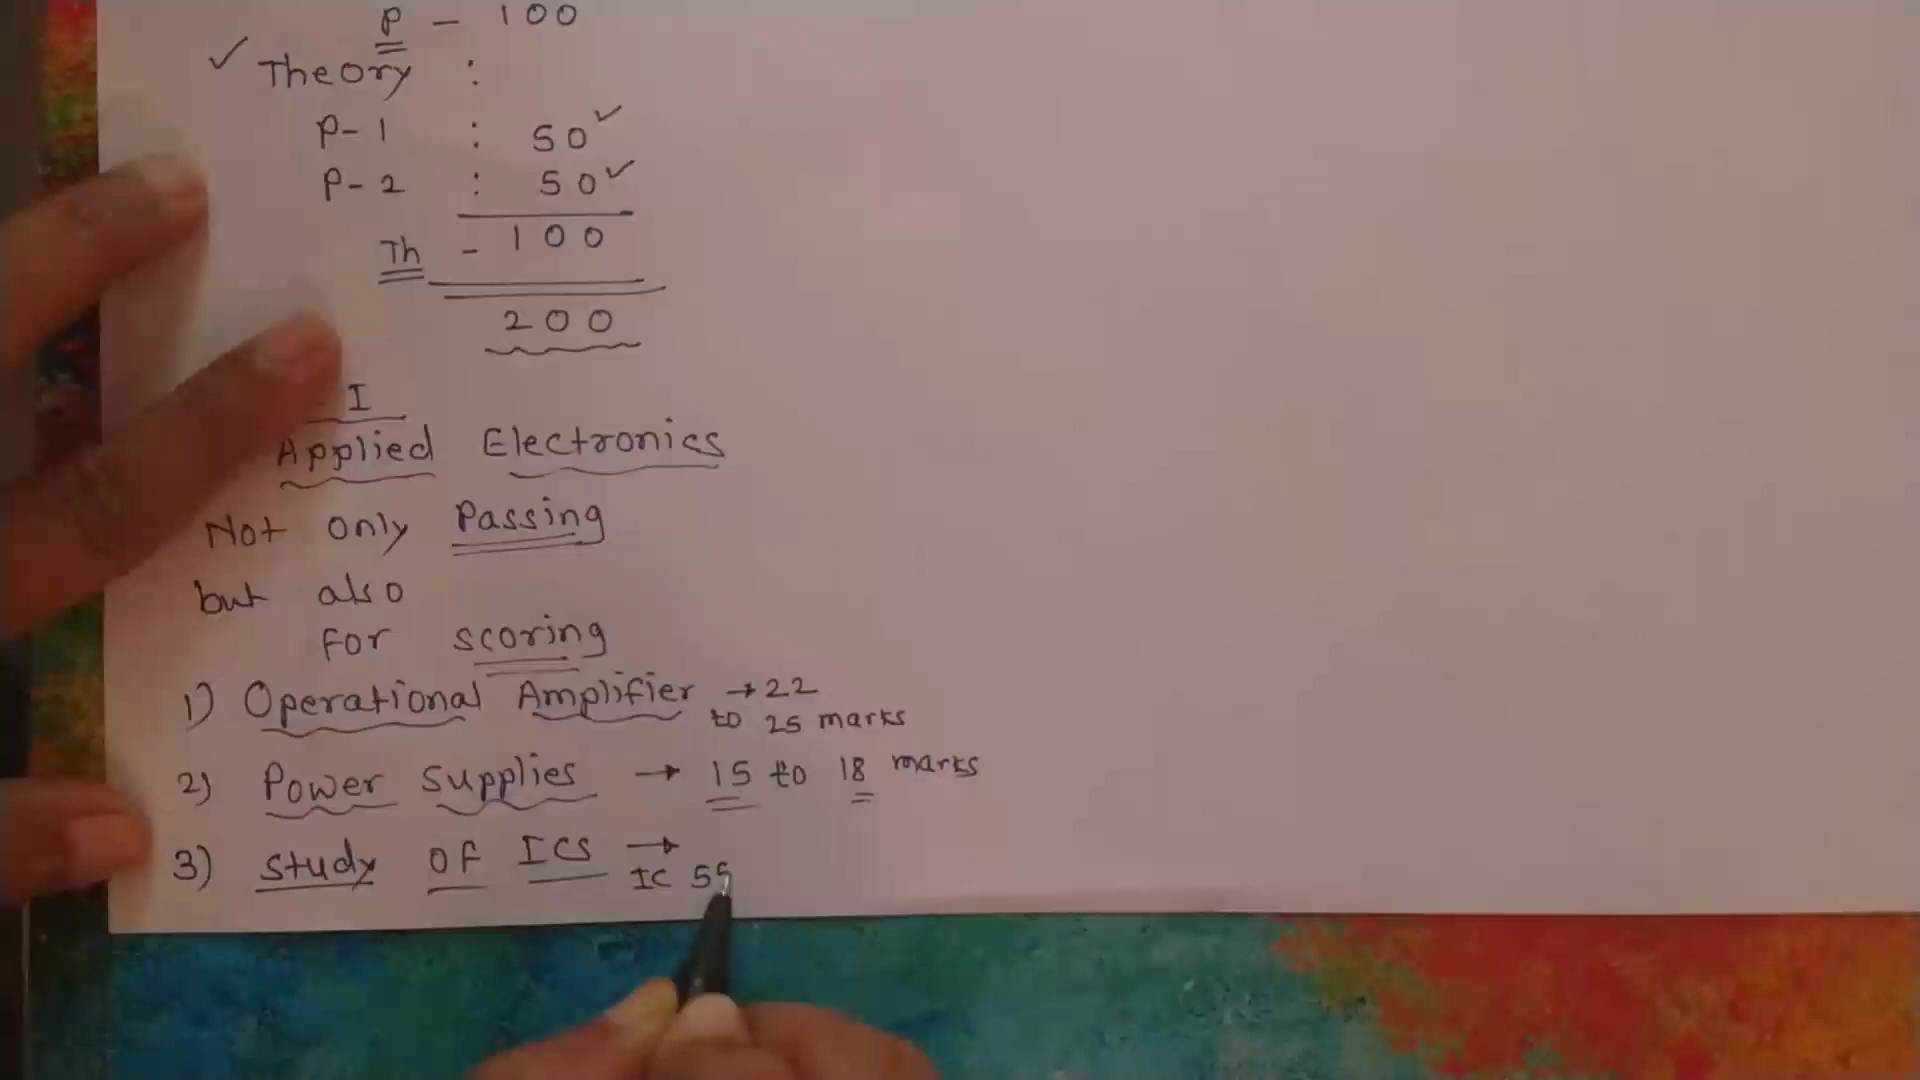 P - 100
✓ Theory :
P-1 : 50 ✓
P-2 : 50 ✓
Th - 100
200
I
Applied Electronics
Not only Passing
but also
For scoring
1) Operational Amplifier → 22
to 25 marks
2) Power Supplies → 15 to 18 marks
3) Study OF ICS →
IC 55